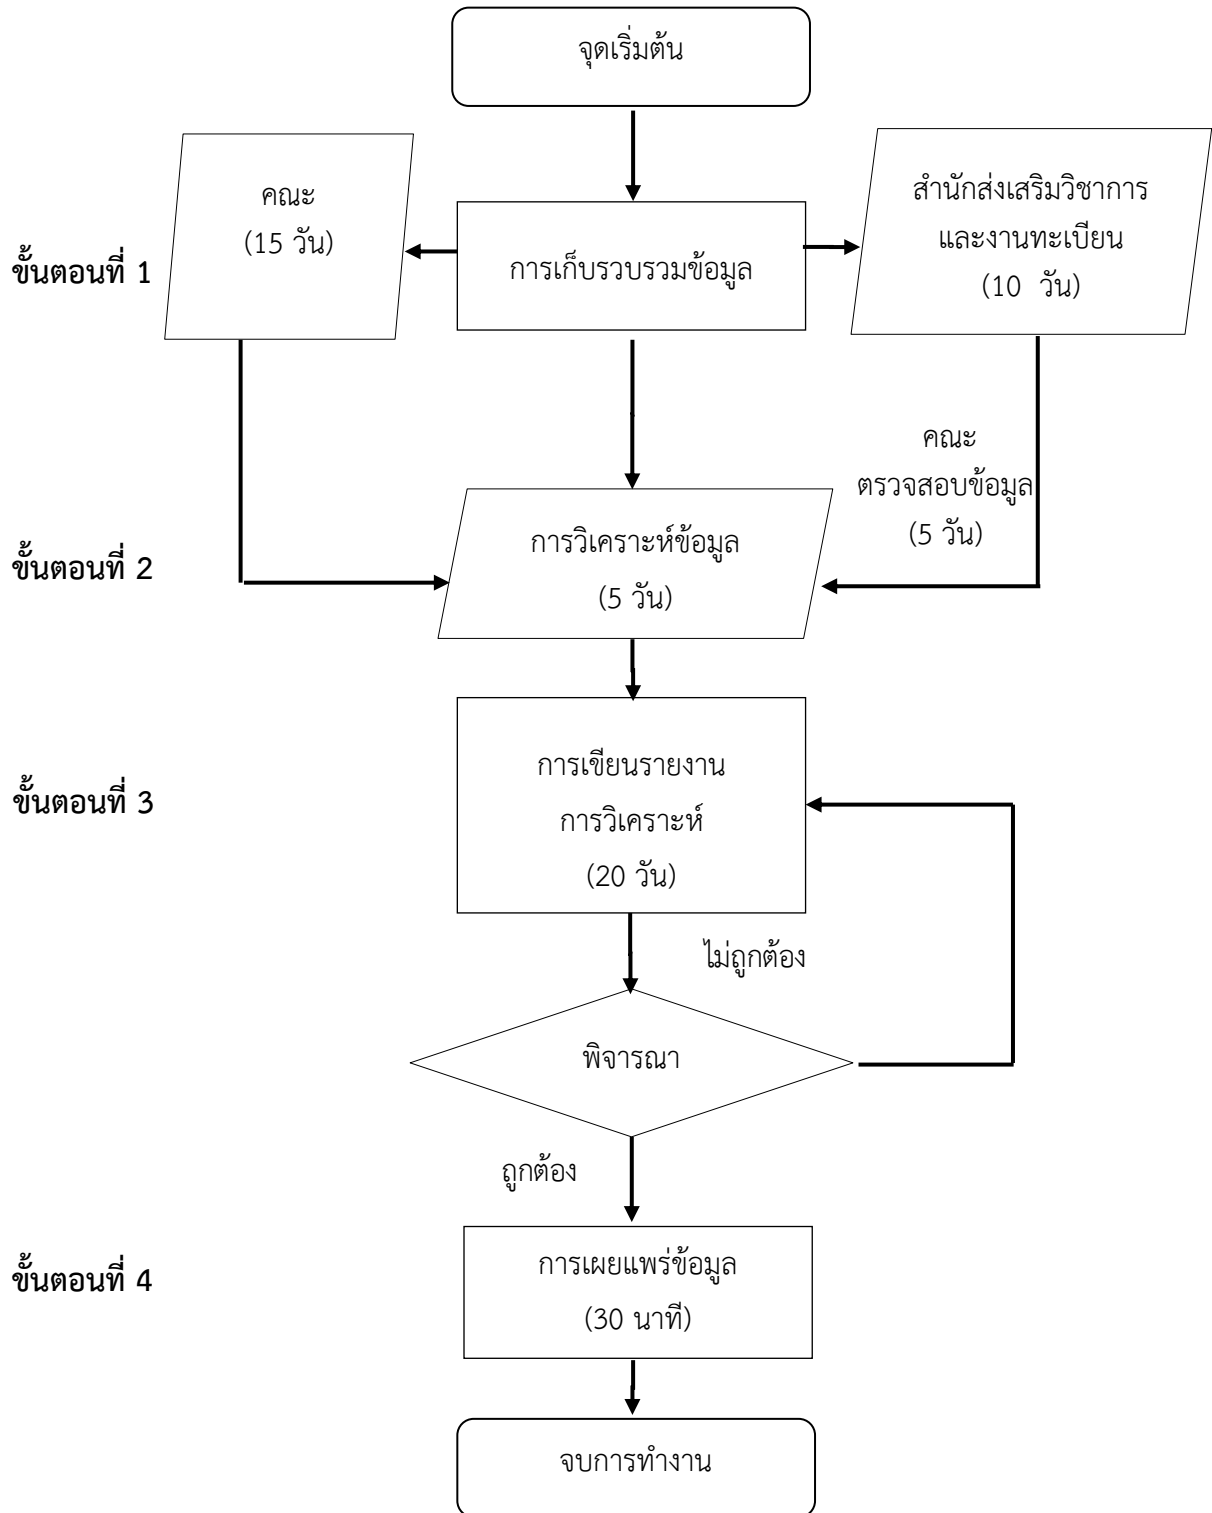 จุดเริ่มต้น
คณะ
(15 วัน)
สำนักส่งเสริมวิชาการ
และงานทะเบียน
(10 วัน)
ขั้นตอนที่ 1
การเก็บรวบรวมข้อมูล
คณะ
ตรวจสอบข้อมูล
(5 วัน)
ขั้นตอนที่ 2
การวิเคราะห์ข้อมูล
(5 วัน)
ขั้นตอนที่ 3
การเขียนรายงาน
การวิเคราะห์
(20 วัน)
ไม่ถูกต้อง
พิจารณา
ถูกต้อง
ขั้นตอนที่ 4
การเผยแพร่ข้อมูล
(30 นาที)
จบการทำงาน